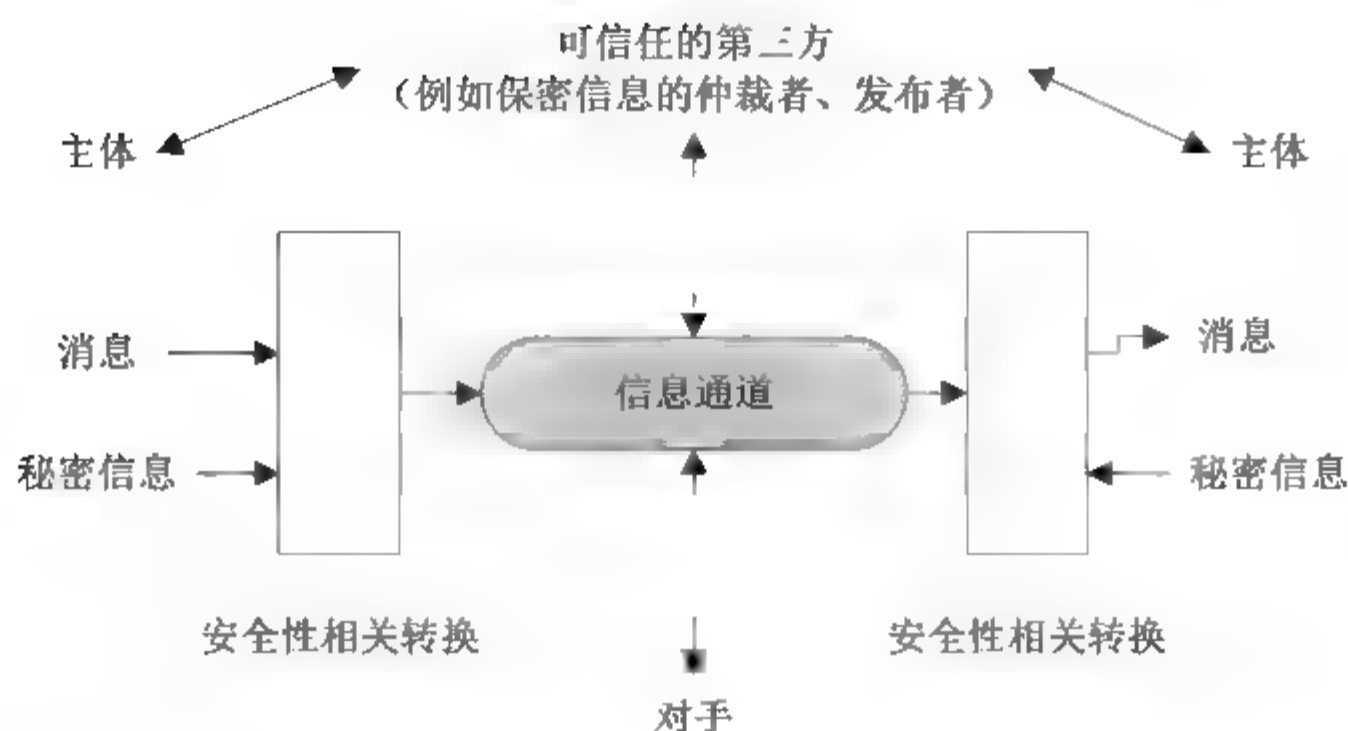 可信任的第三方
（例如保密信息的仲裁者、发布者）
主体
主体
消息
信息通道
消息
秘密信息
秘密信息
安全性相关转换
安全性相关转换
对手